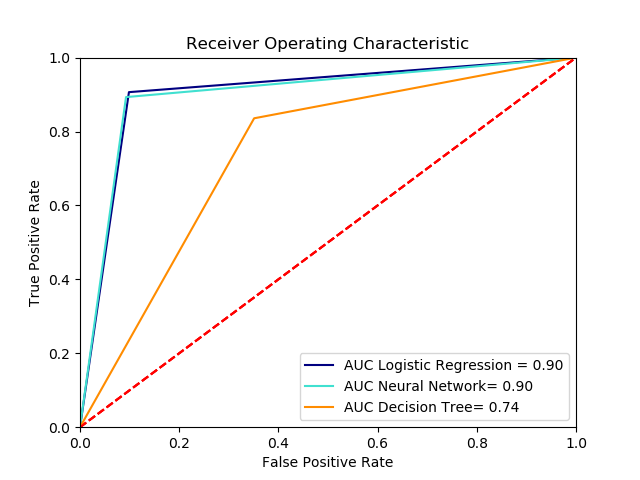 Receiver Operating Characteristic
1.0
0.8
0.6
0.4
0.2
0.0
True Positive Rate
AUC Logistic Regression = 0.90
AUC Neural Network= 0.90
AUC Decision Tree= 0.74
0.0 0.2 0.4 0.6 0.8 1.0
False Positive Rate